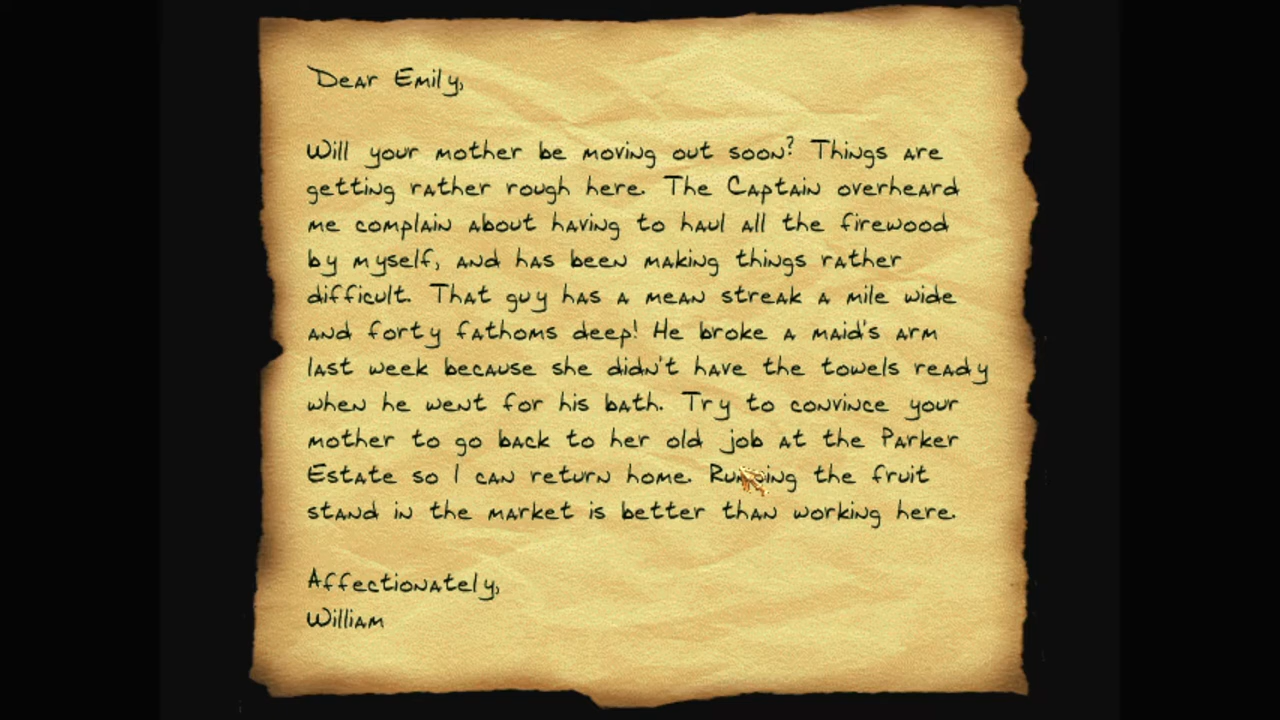 Dear Emily,
Will your mother be moving out soon? Things are
getting rather rough here. The Captain overheard
me complain about having to haul all the firewood
by myself, and has been making things rather
difficult. That guy has a mean streak a mile wide
and forty fathoms deep! He broke a maid's arm
last week because she didn't have the towels ready
when he went for his bath. Try to convince your
mother to go back to her old job at the Parker
Estate so I can return home. Running the fruit
stand in the market is better than working here.
Affectionately,
William